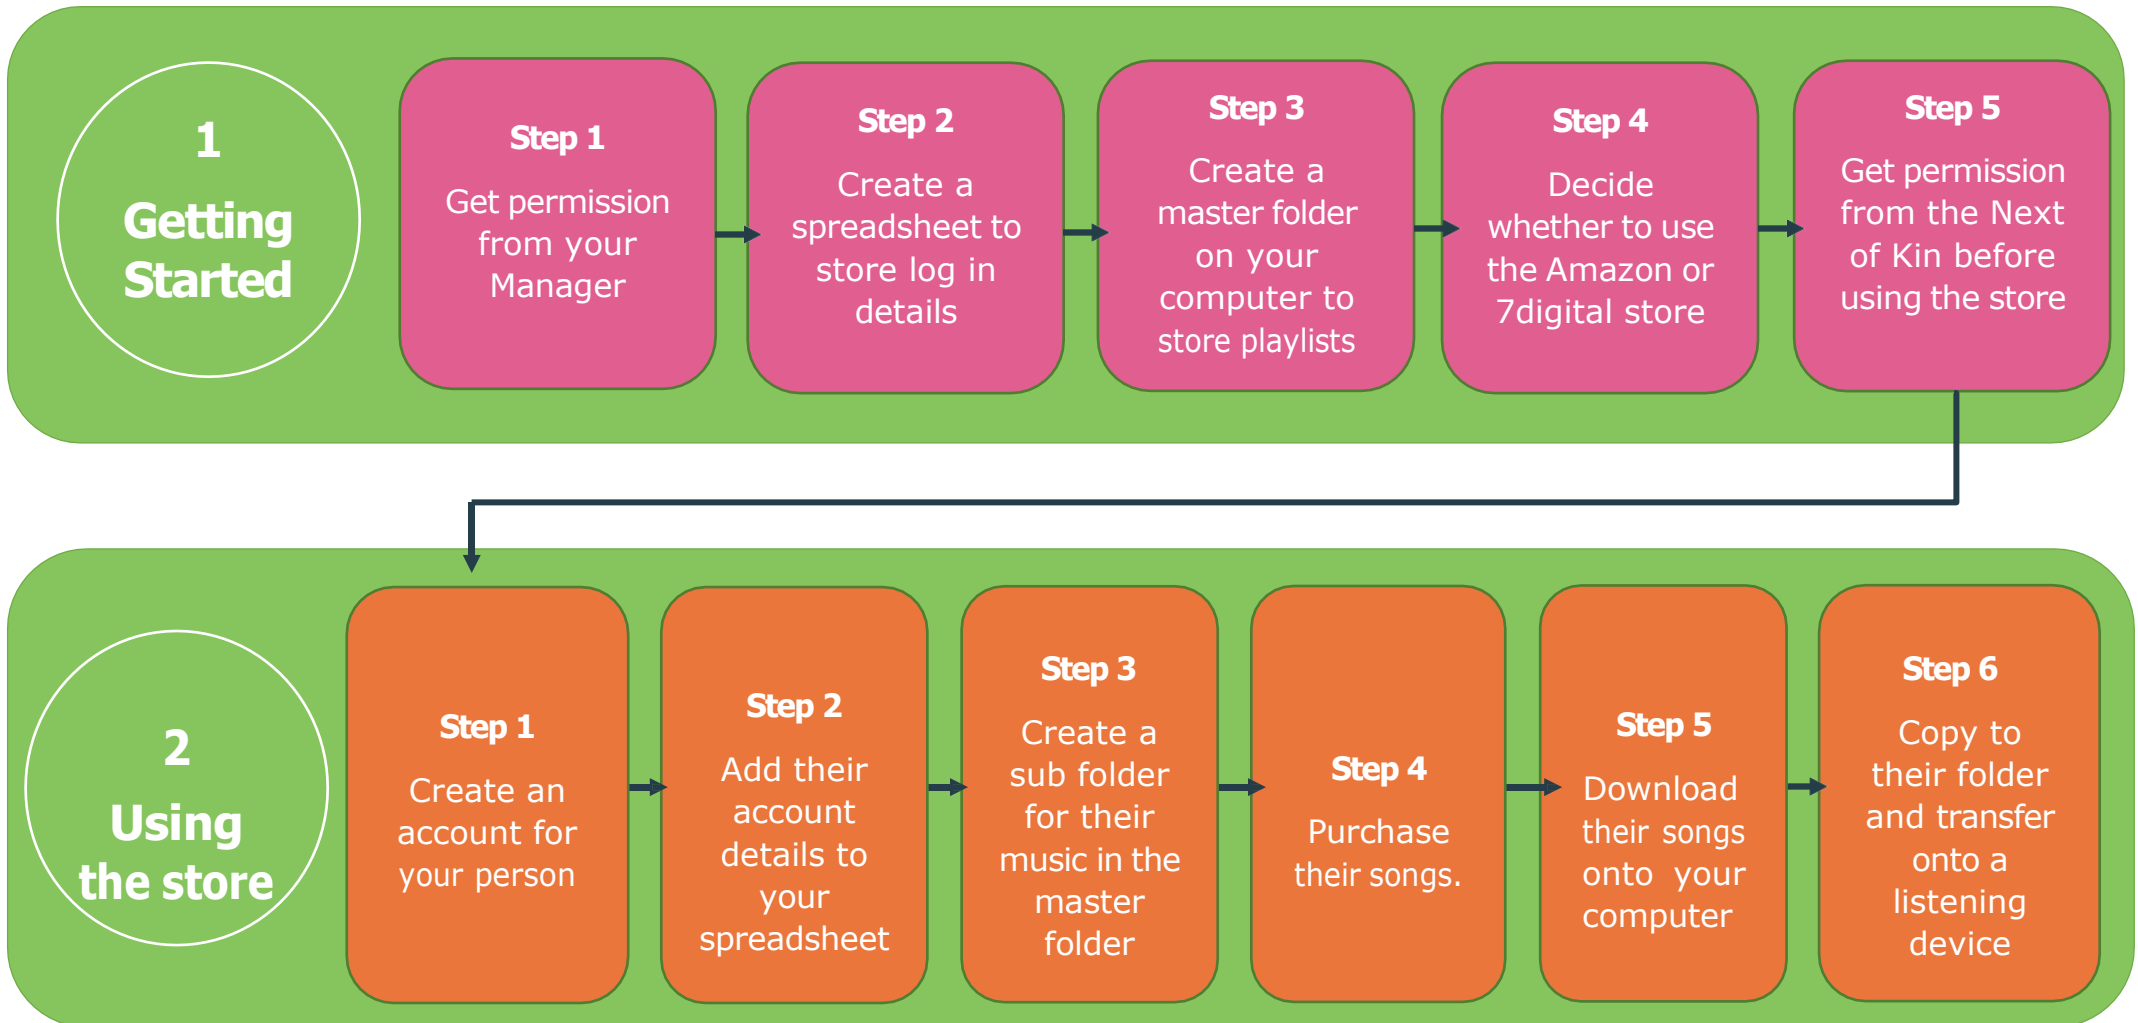 1
Getting
Started
Step 1
Get permission
from your
Manager
Step 2
Create a
spreadsheet to
store log in
details
Step 3
Create a
master folder
on your
computer to
store playlists
Step 4
Decide
whether to use
the Amazon or
7digital store
Step 5
Get permission
from the Next
of Kin before
using the store
2
Using
the store
Step 1
Create an
account for
your person
Step 2
Add their
account
details to
your
spreadsheet
Step 3
Create a
sub folder
for their
music in the
master
folder
Step 4
Purchase
their songs.
Step 5
Download
their songs
onto your
computer
Step 6
Copy to
their folder
and transfer
onto a
listening
device